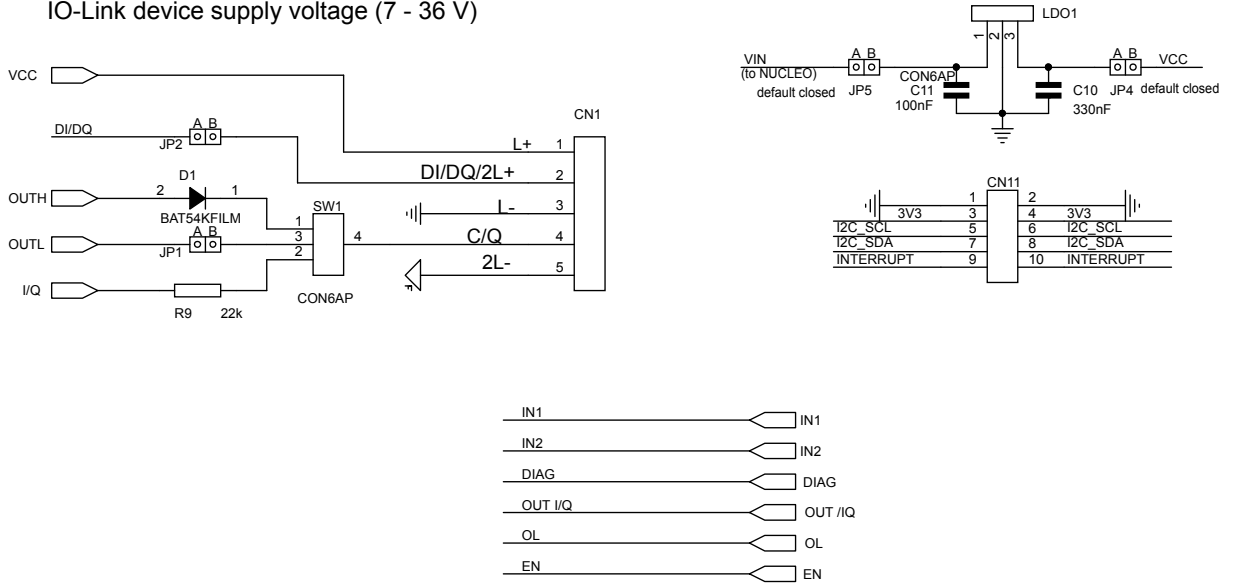 IO-Link device supply voltage (7 - 36 V)
VCC
DI/DQ
A B
JP2
D1
OUTH
2
1
BAT54KFILM
OUTL
A B
JP1
I/Q
R9
22k
SW1
1
3
2
4
CON6AP
CN1
L+
1
DI/DQ/2L+
2
L-
3
C/Q
4
2L-
5
LDO1
1
2
3
VIN
(to NUCLEO)
default closed
A B
JP5
CON6AP
C11
100nF
C10
330nF
A B
JP4
VCC
default closed
CN11
1
2
3V3
3
4
3V3
I2C_SCL
5
6
I2C_SCL
I2C_SDA
7
8
I2C_SDA
INTERRUPT
9
10
INTERRUPT
IN1
IN1
IN2
IN2
DIAG
DIAG
OUT I/Q
OUT /IQ
OL
OL
EN
EN